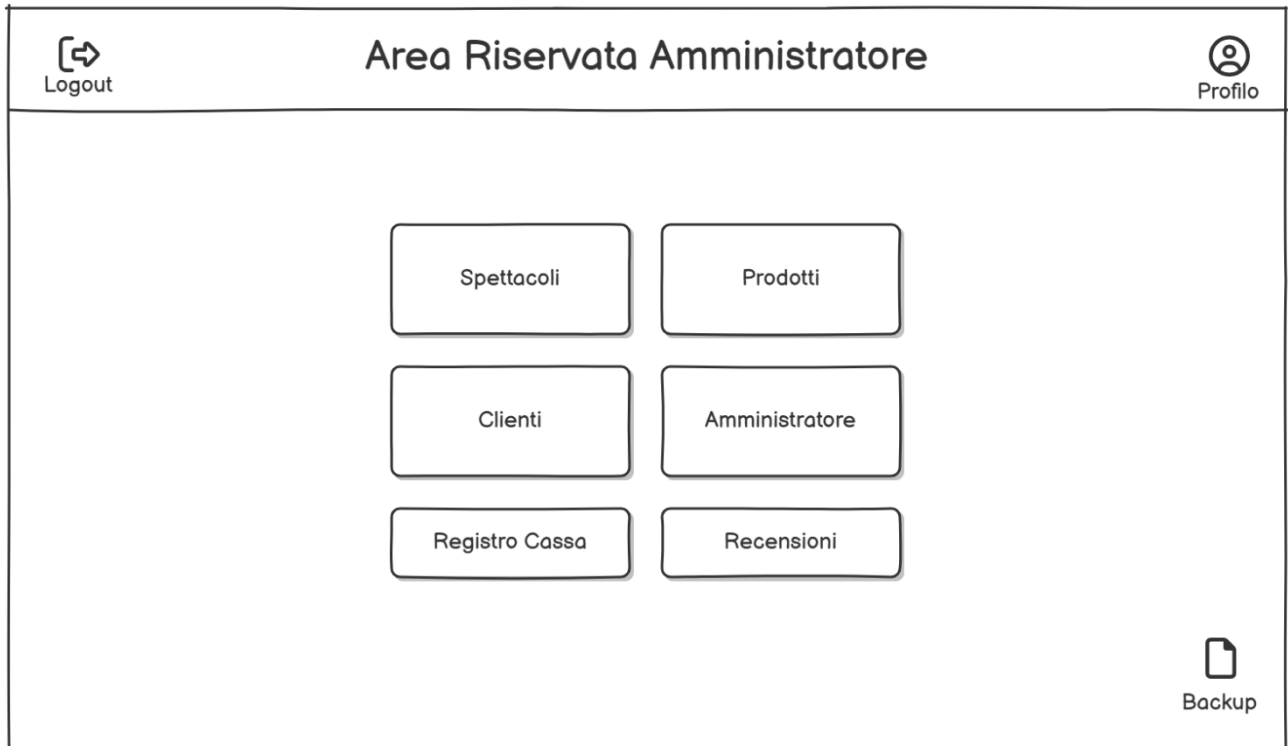 Area Riservata Amministratore
Logout
Profilo
Spettacoli
Prodotti
Clienti
Amministratore
Registro Cassa
Recensioni
Backup